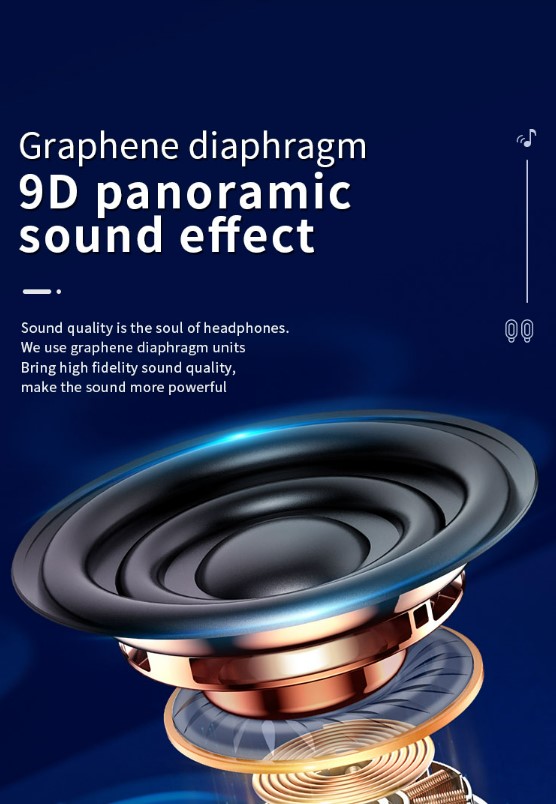 Graphene diaphragm
9D panoramic
sound effect
Sound quality is the soul of headphones.
We use graphene diaphragm units
Bring high fidelity sound quality,
make the sound more powerful